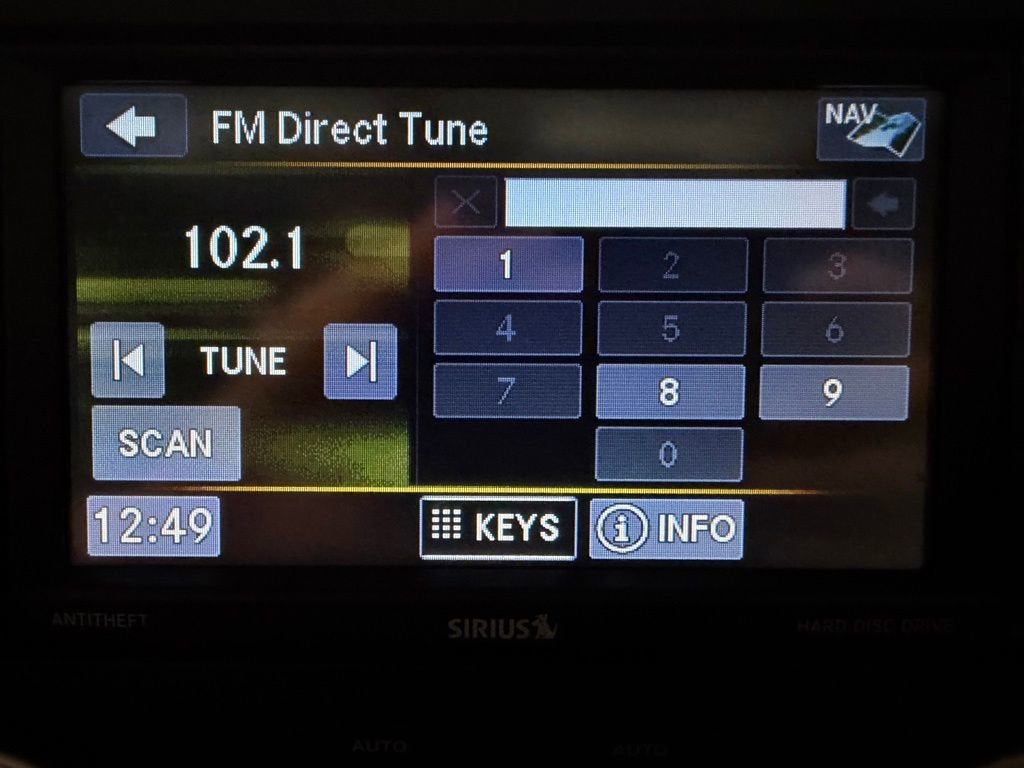 FM Direct Tune
NAV
102.1
1 2 3
TUNE
4 5 6
7 8 9
SCAN
0
12:49
KEYS
INFO
ANTITHEFT
SIRIUS
HARD DISC DRIVE
AUTO
AUTO